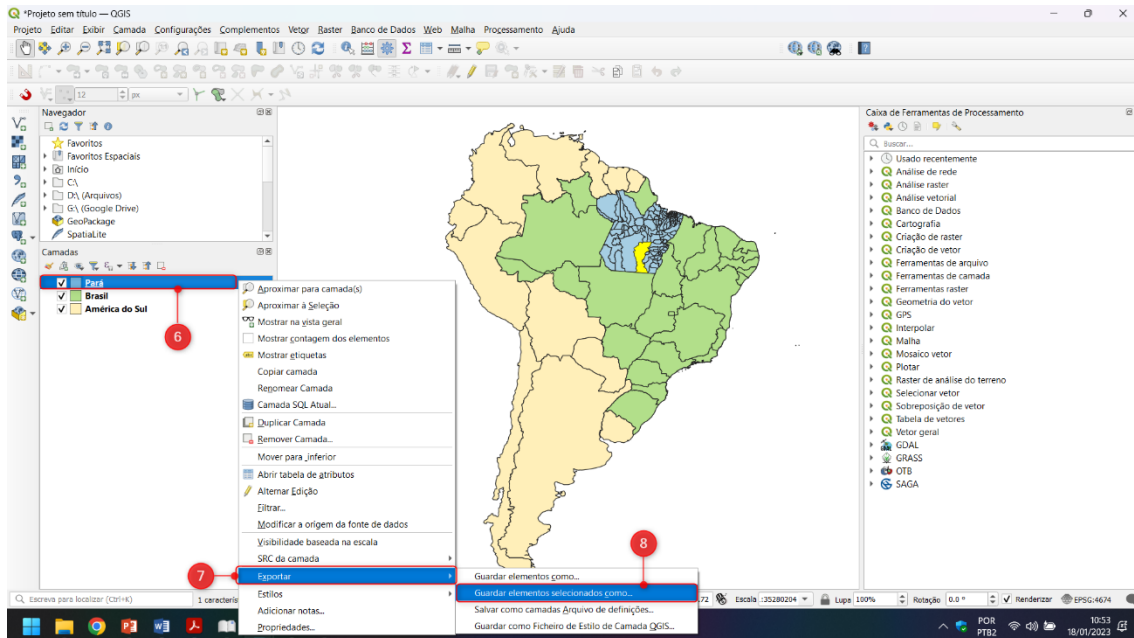 *Projeto sem título — QGIS
Projeto Editar Exibir Camada Configurações Complementos Vetor Raster Banco de Dados Web Malha Processamento Ajuda
12 px
Navegador
Favoritos
Favoritos Espaciais
Início
C:\
D:\ (Arquivos)
G:\ (Google Drive)
GeoPackage
SpatiaLite
Camadas
Pará
Brasil
América do Sul
6
Aproximar para camada(s)
Aproximar à Seleção
Mostrar na vista geral
Mostrar contagem dos elementos
Mostrar etiquetas
Copiar camada
Renomear Camada
Camada SQL Atual...
Duplicar Camada
Remover Camada...
Mover para _inferior
Abrir tabela de atributos
Alternar Edição
Filtrar...
Modificar a origem da fonte de dados
Visibilidade baseada na escala
SRC da camada
7
Exportar
Estilos
Adicionar notas...
Propriedades...
8
Guardar elementos como...
Guardar elementos selecionados como...
Salvar como camadas Arquivo de definições...
Guardar como Ficheiro de Estilo de Camada QGIS...
Caixa de Ferramentas de Processamento
Buscar...
Usado recentemente
Análise de rede
Análise raster
Análise vetorial
Banco de Dados
Cartografia
Criação de raster
Criação de vetor
Ferramentas de arquivo
Ferramentas de camada
Ferramentas raster
Geometria do vetor
GPS
Interpolar
Malha
Mosaico vetor
Plotar
Raster de análise do terreno
Selecionar vetor
Sobreposição de vetor
Tabela de vetores
Vetor geral
GDAL
GRASS
OTB
SAGA
Escreva para localizar (Ctrl+K) 1 caracterís 72 Escala :35280204 Lupa 100% Rotação 0.0 ° Renderizar EPSG:4674
POR
PTB2
10:53
18/01/2023